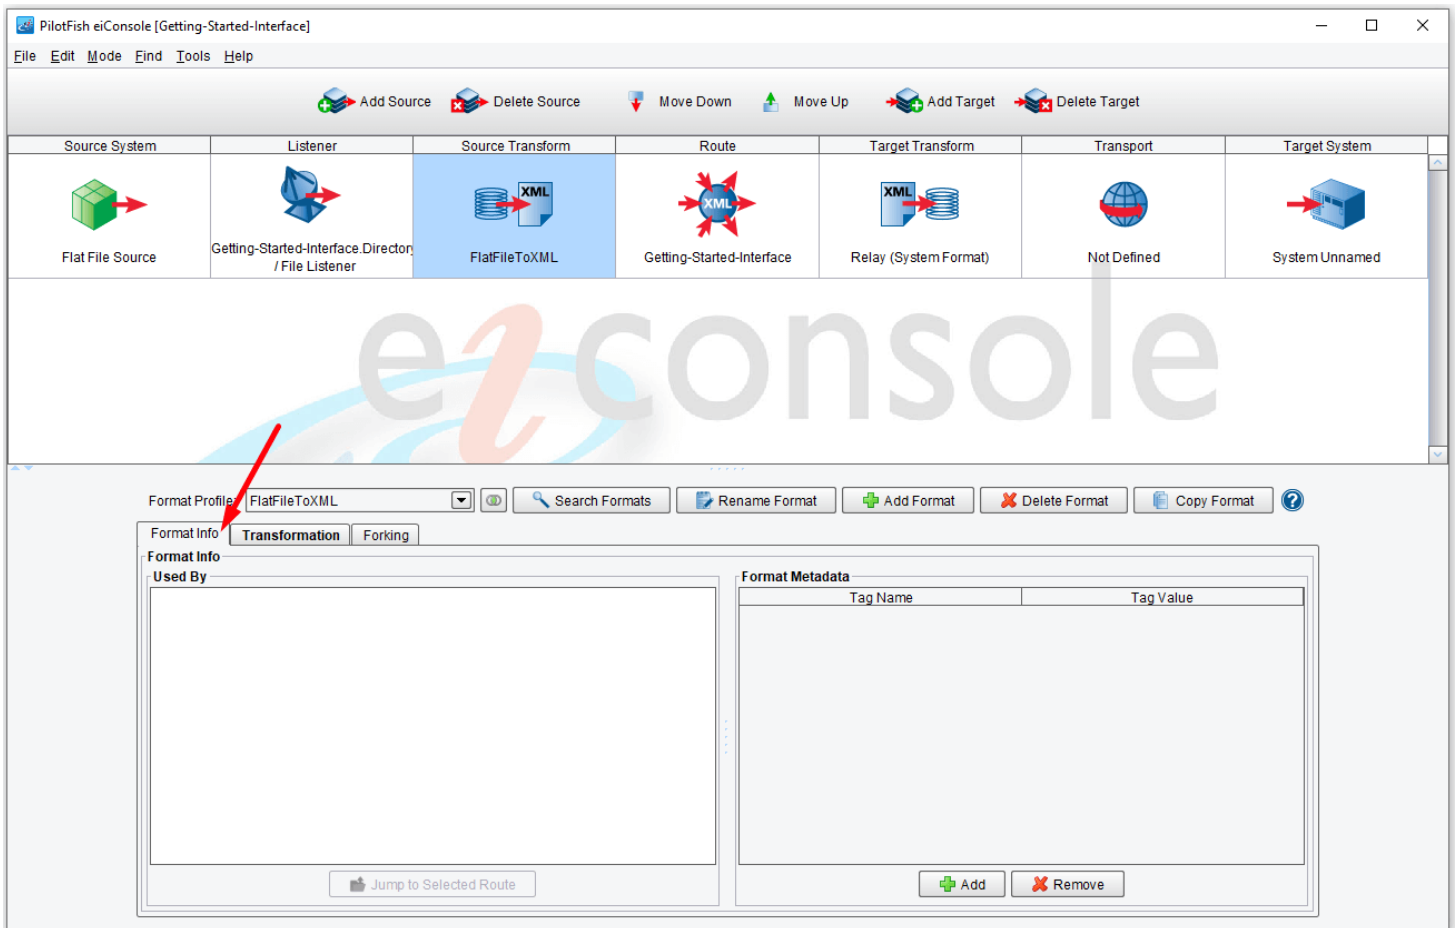 PilotFish eiConsole [Getting-Started-Interface]
File Edit Mode Find Tools Help
Add Source Delete Source Move Down Move Up Add Target Delete Target
Source System Listener Source Transform Route Target Transform Transport Target System
XML XML XML
Flat File Source Getting-Started-Interface.Directory FlatFileToXML Getting-Started-Interface Relay (System Format) Not Defined System Unnamed
/ File Listener
eiconsole
Format Profile: FlatFileToXML Search Formats Rename Format Add Format Delete Format Copy Format ?
Format Info Transformation Forking
Format Info
Used By Format Metadata
Tag Name Tag Value
Jump to Selected Route Add Remove